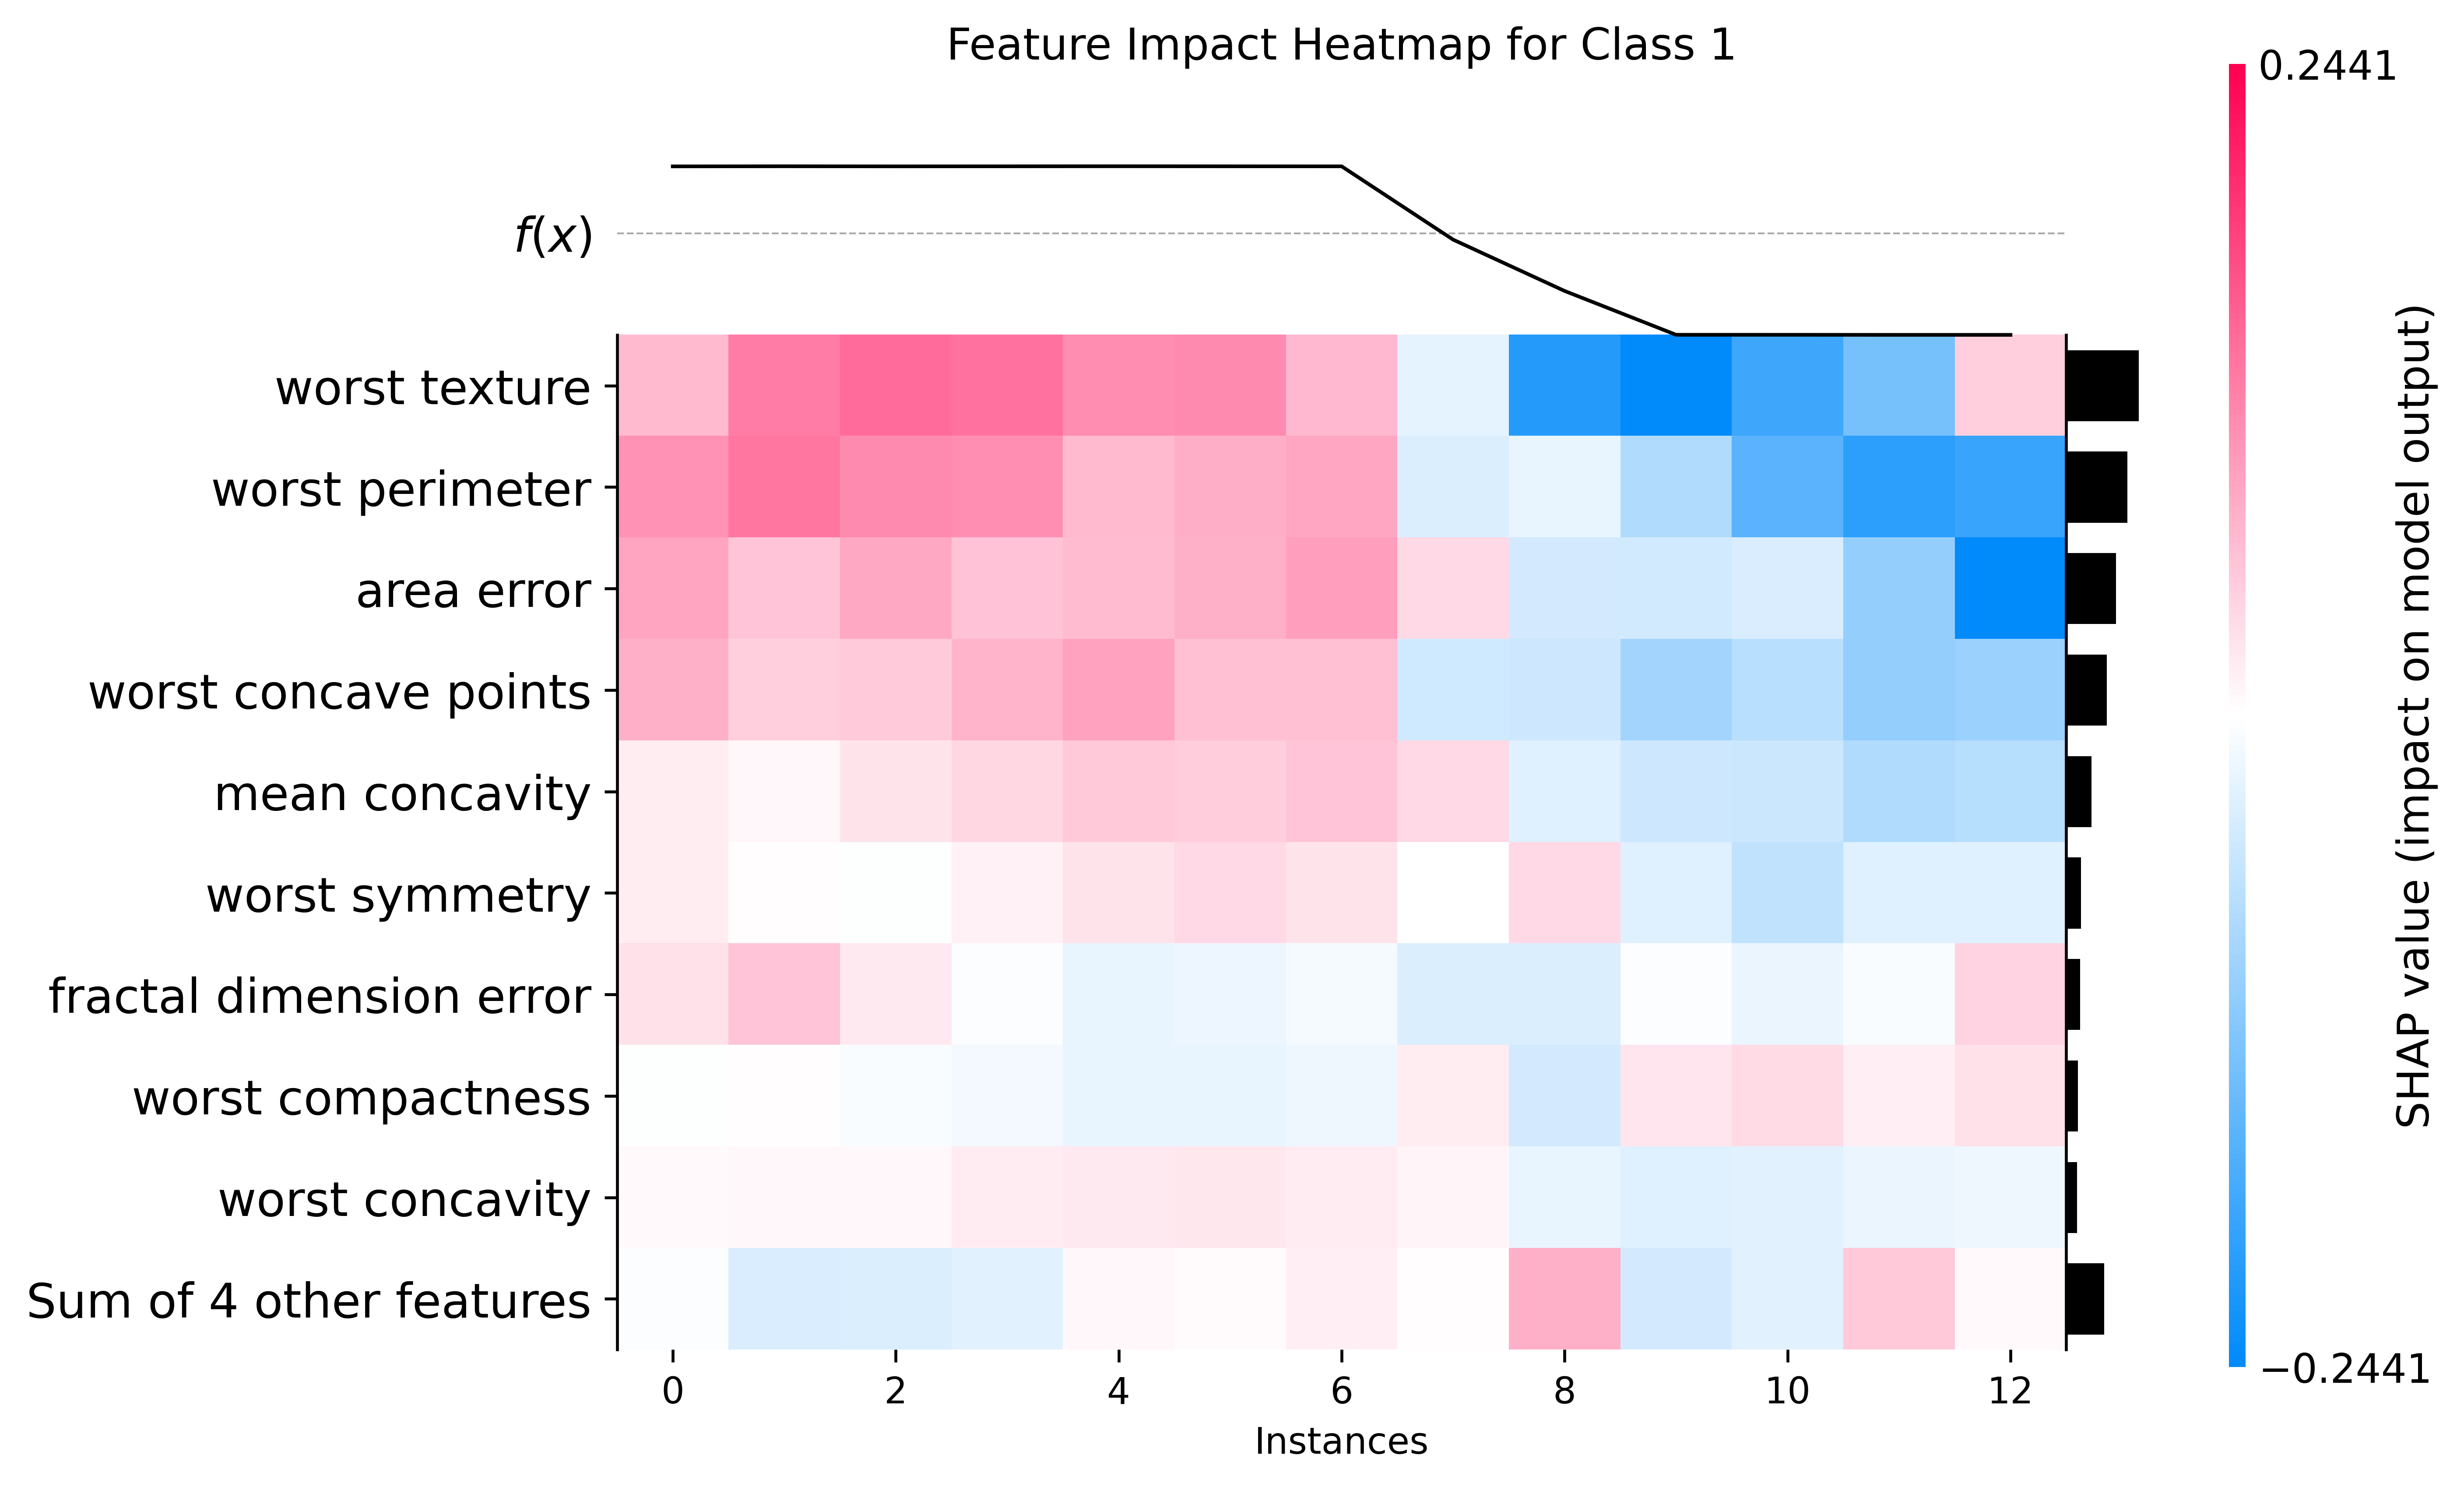 Feature Impact Heatmap for Class 1
0.2441
f(x)
worst texture
worst perimeter
area error
worst concave points
mean concavity
worst symmetry
fractal dimension error
worst compactness
worst concavity
Sum of 4 other features
0 2 4 6 8 10 12
Instances
−0.2441
SHAP value (impact on model output)